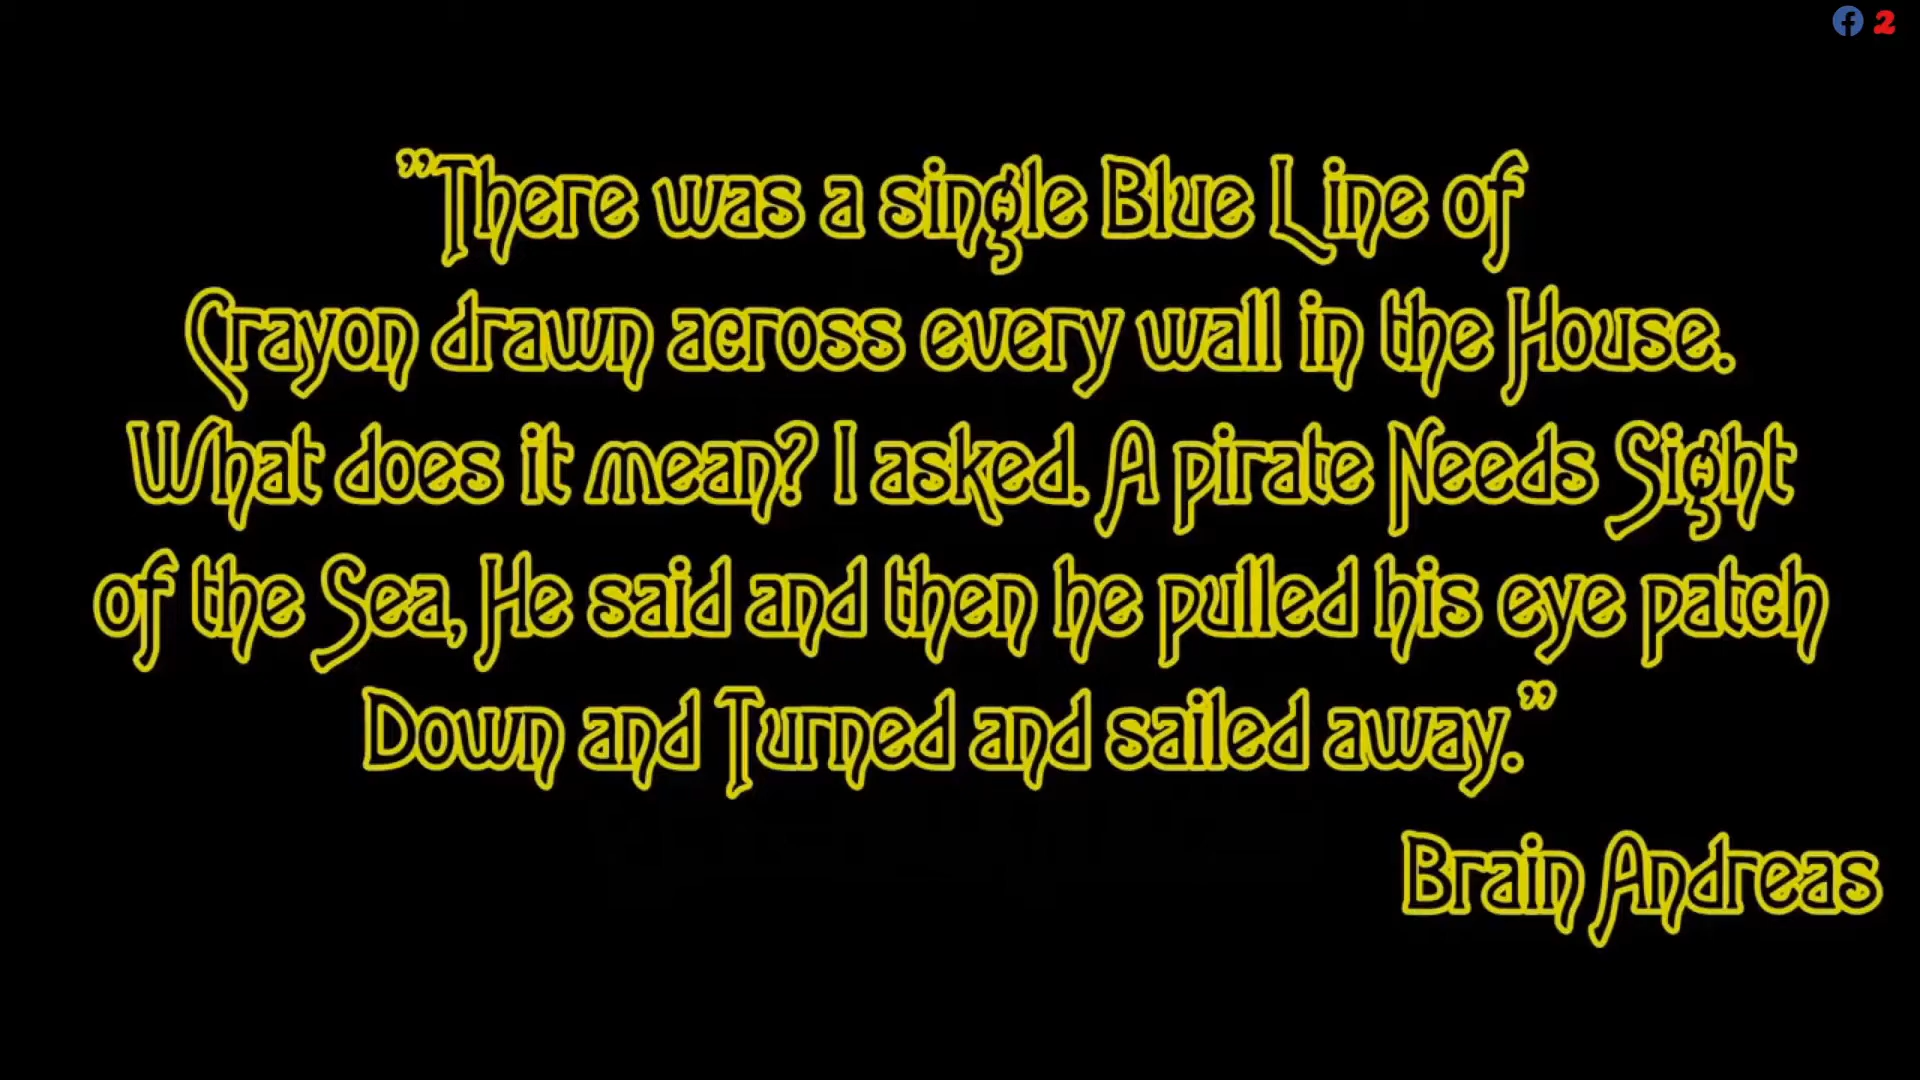 2
”There was a single Blue Line of
Crayon drawn across every wall in the House.
What does it mean? I asked. A pirate Needs Sight
of the Sea, He said and then he pulled his eye patch
Down and Turned and sailed away.”
Brain Andreas